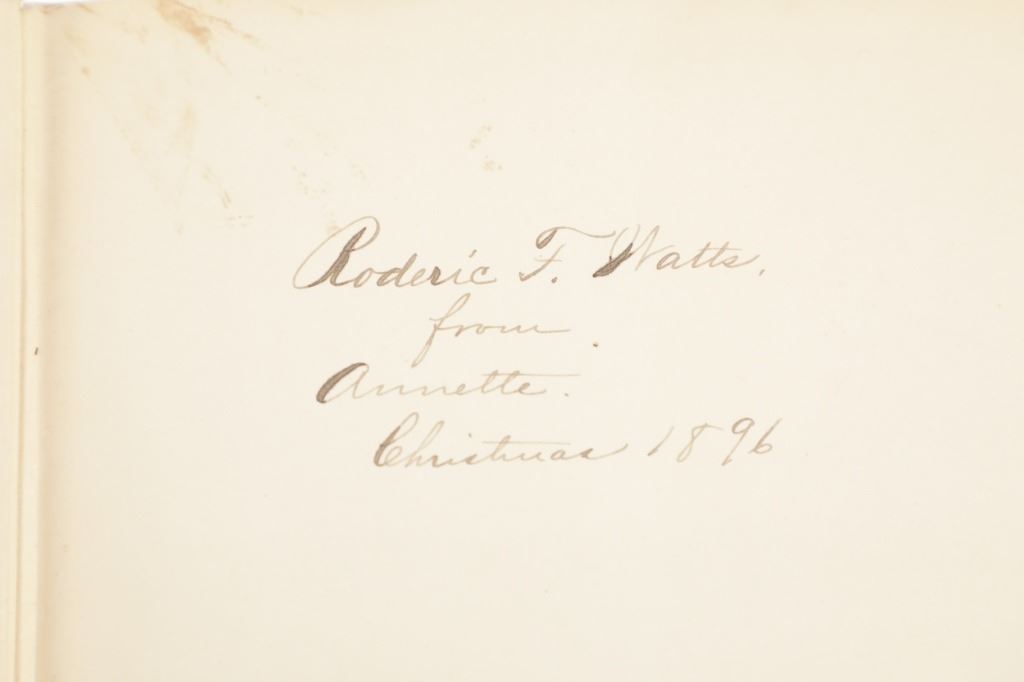 Roderic F. Watts.
from
Annette.
Christmas 1896